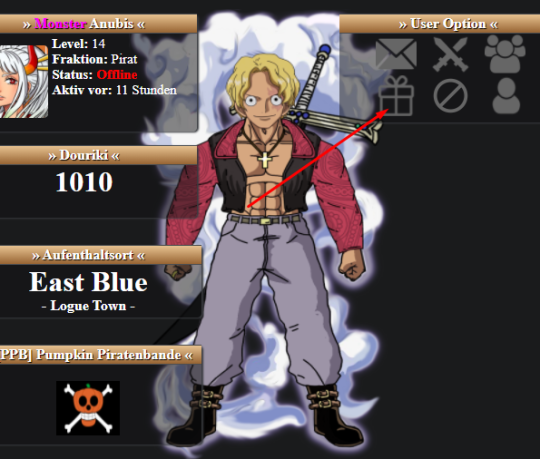 » Monster Anubis «
Level: 14
Fraktion: Pirat
Status: Offline
Aktiv vor: 11 Stunden
» Douriki «
1010
» Aufenthaltsort «
East Blue
- Logue Town -
PPB] Pumpkin Piratenbande «
» User Option «